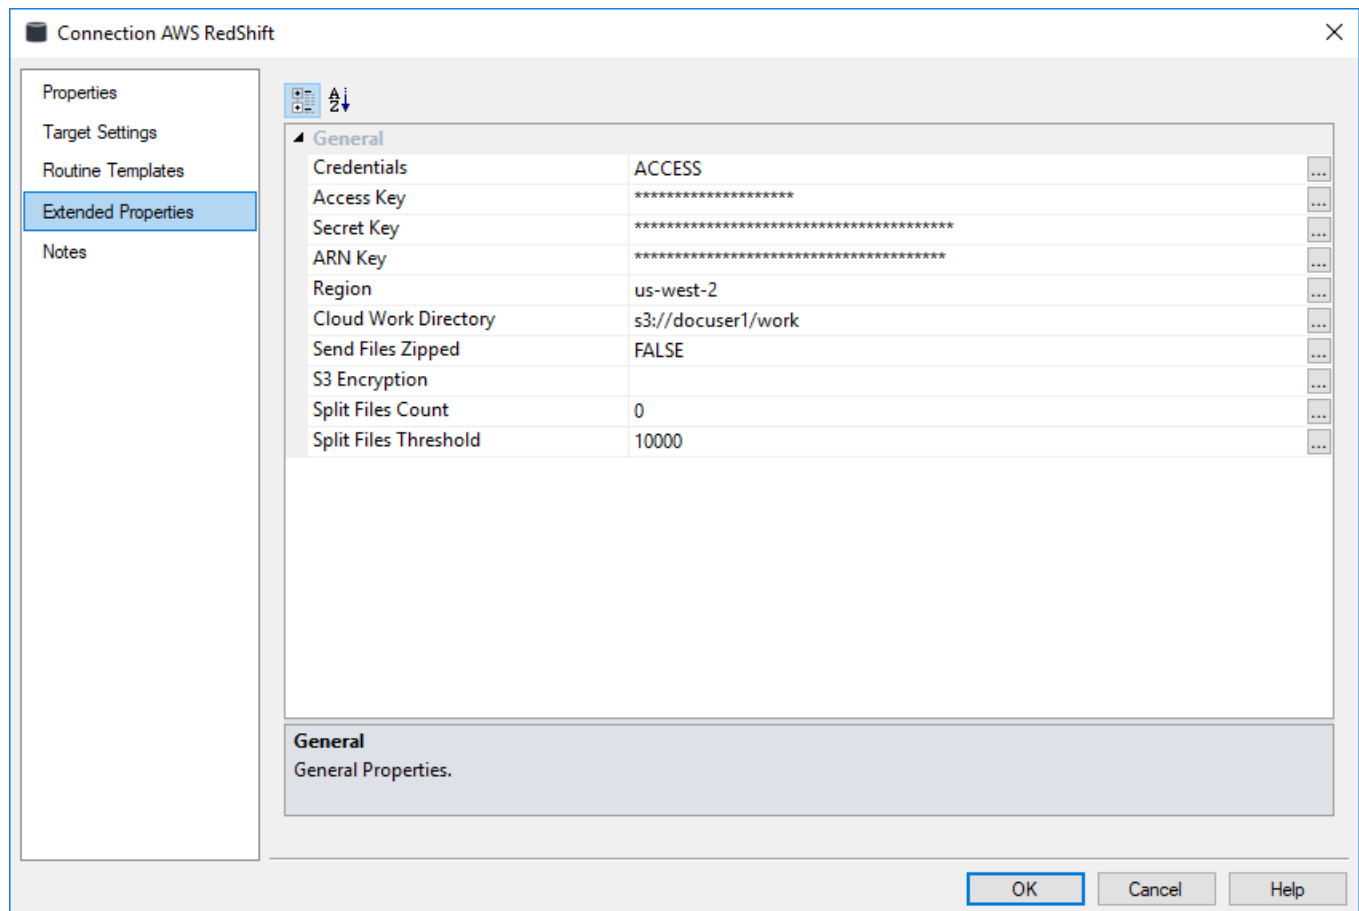 Connection AWS RedShift
Properties
Target Settings
Routine Templates
Extended Properties
Notes
General
Credentials ACCESS ...
Access Key ******************** ...
Secret Key **************************************** ...
ARN Key *************************************** ...
Region us-west-2 ...
Cloud Work Directory s3://docuser1/work ...
Send Files Zipped FALSE ...
S3 Encryption ...
Split Files Count 0 ...
Split Files Threshold 10000 ...
General
General Properties.
OK Cancel Help